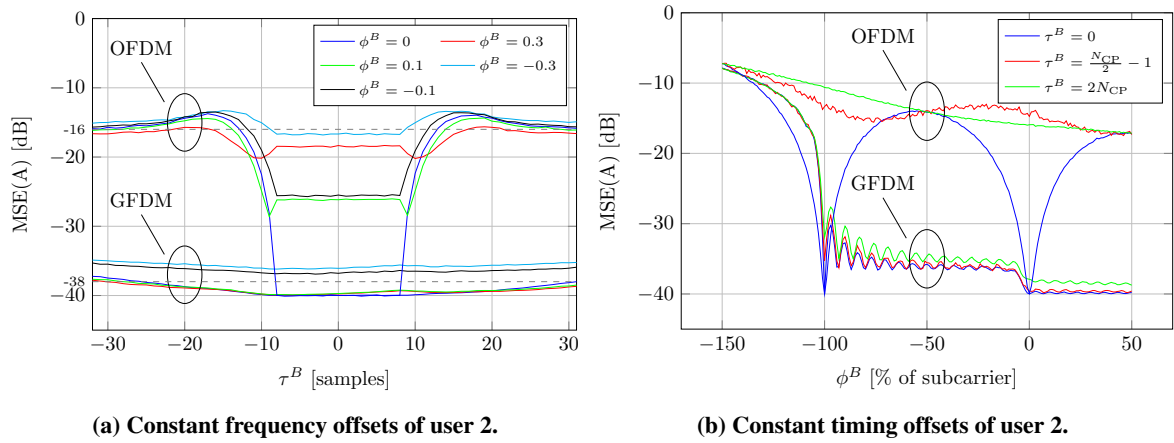 0
−10
−16
−20
−30
−38
−40
MSE(A) [dB]
OFDM
GFDM
ϕ^B = 0
ϕ^B = 0.3
ϕ^B = 0.1
ϕ^B = −0.3
ϕ^B = −0.1
−30 −20 −10 0 10 20 30
τ^B [samples]
(a) Constant frequency offsets of user 2.
0
−10
−20
−30
−40
MSE(A) [dB]
OFDM
GFDM
τ^B = 0
τ^B = N_CP/2 − 1
τ^B = 2N_CP
−150 −100 −50 0 50
ϕ^B [% of subcarrier]
(b) Constant timing offsets of user 2.